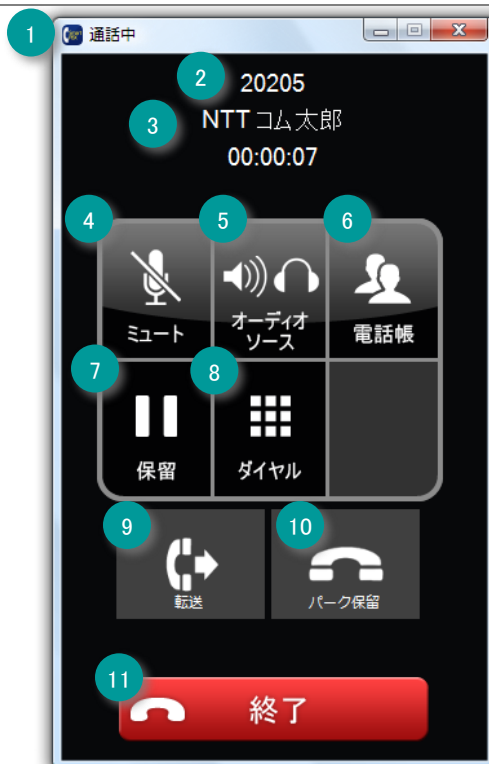 1 通話中
2 20205
3 NTT コム太郎
00:00:07
4 5 6
ミュート オーディオ 電話帳
ソース
7 8
保留 ダイヤル
9 10
転送 パーク保留
11
終了